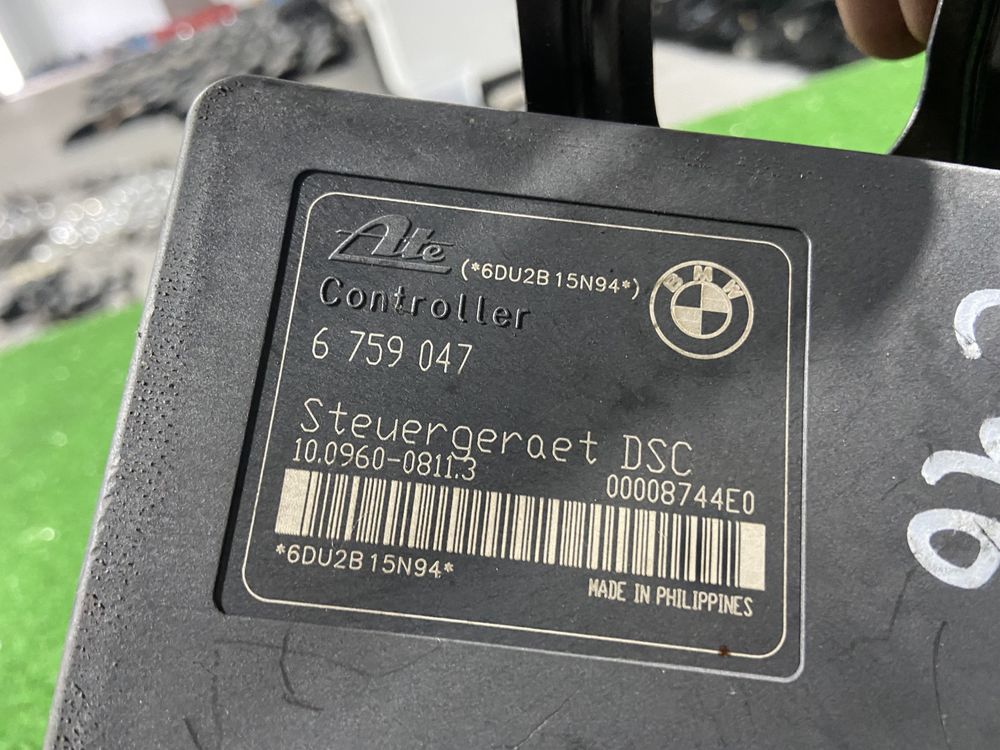 Ate
(*6DU2B15N94*)
BMW
Controller
6 759 047
Steuergeraet DSC
10.0960-0811.3
00008744E0
*6DU2B15N94*
MADE IN PHILIPPINES